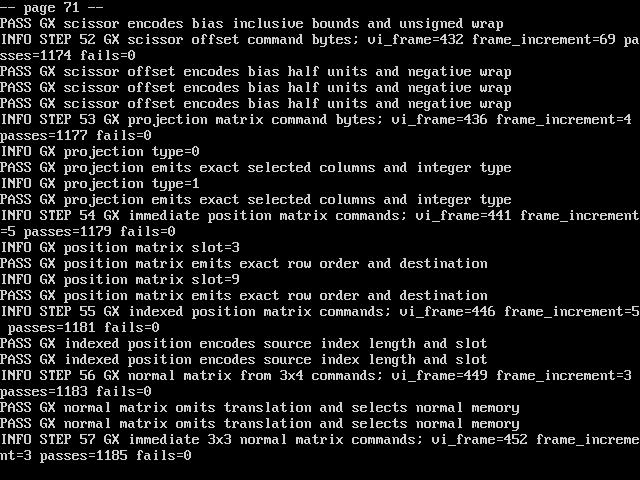 -- page 71 --
PASS GX scissor encodes bias inclusive bounds and unsigned wrap
INFO STEP 52 GX scissor offset command bytes; vi_frame=432 frame_increment=69 pa
sses=1174 fails=0
PASS GX scissor offset encodes bias half units and negative wrap
PASS GX scissor offset encodes bias half units and negative wrap
PASS GX scissor offset encodes bias half units and negative wrap
INFO STEP 53 GX projection matrix command bytes; vi_frame=436 frame_increment=4
passes=1177 fails=0
INFO GX projection type=0
PASS GX projection emits exact selected columns and integer type
INFO GX projection type=1
PASS GX projection emits exact selected columns and integer type
INFO STEP 54 GX immediate position matrix commands; vi_frame=441 frame_increment
=5 passes=1179 fails=0
INFO GX position matrix slot=3
PASS GX position matrix emits exact row order and destination
INFO GX position matrix slot=9
PASS GX position matrix emits exact row order and destination
INFO STEP 55 GX indexed position matrix commands; vi_frame=446 frame_increment=5
 passes=1181 fails=0
PASS GX indexed position encodes source index length and slot
PASS GX indexed position encodes source index length and slot
INFO STEP 56 GX normal matrix from 3x4 commands; vi_frame=449 frame_increment=3
passes=1183 fails=0
PASS GX normal matrix omits translation and selects normal memory
PASS GX normal matrix omits translation and selects normal memory
INFO STEP 57 GX immediate 3x3 normal matrix commands; vi_frame=452 frame_increme
nt=3 passes=1185 fails=0